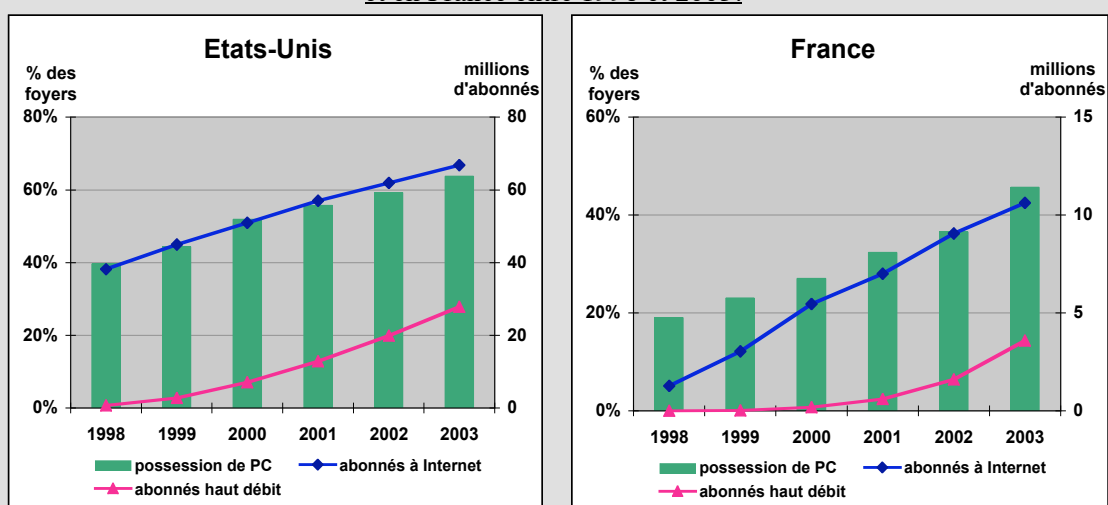 Etats-Unis
% des
foyers
millions
d'abonnés
80%
60%
40%
20%
0%
80
60
40
20
0
1998 1999 2000 2001 2002 2003
possession de PC abonnés à Internet
abonnés haut débit
France
% des
foyers
millions
d'abonnés
60%
40%
20%
0%
15
10
5
0
1998 1999 2000 2001 2002 2003
possession de PC abonnés à Internet
abonnés haut débit